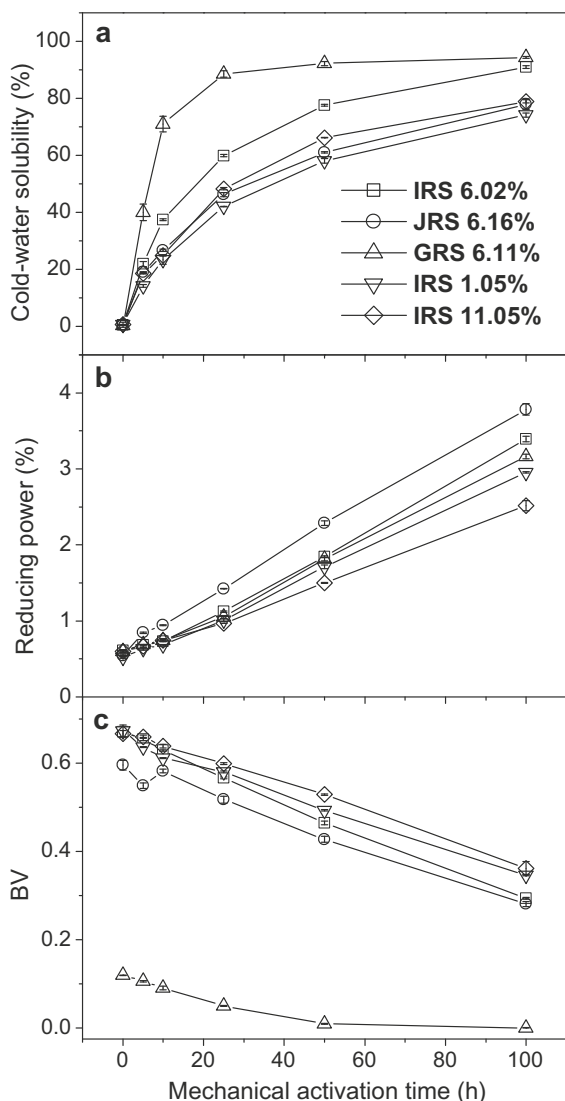 a
100
80
60
40
20
0
Cold-water solubility (%)
IRS 6.02%
JRS 6.16%
GRS 6.11%
IRS 1.05%
IRS 11.05%
b
4
3
2
1
0
Reducing power (%)
c
0.6
0.4
0.2
0.0
BV
0 20 40 60 80 100
Mechanical activation time (h)